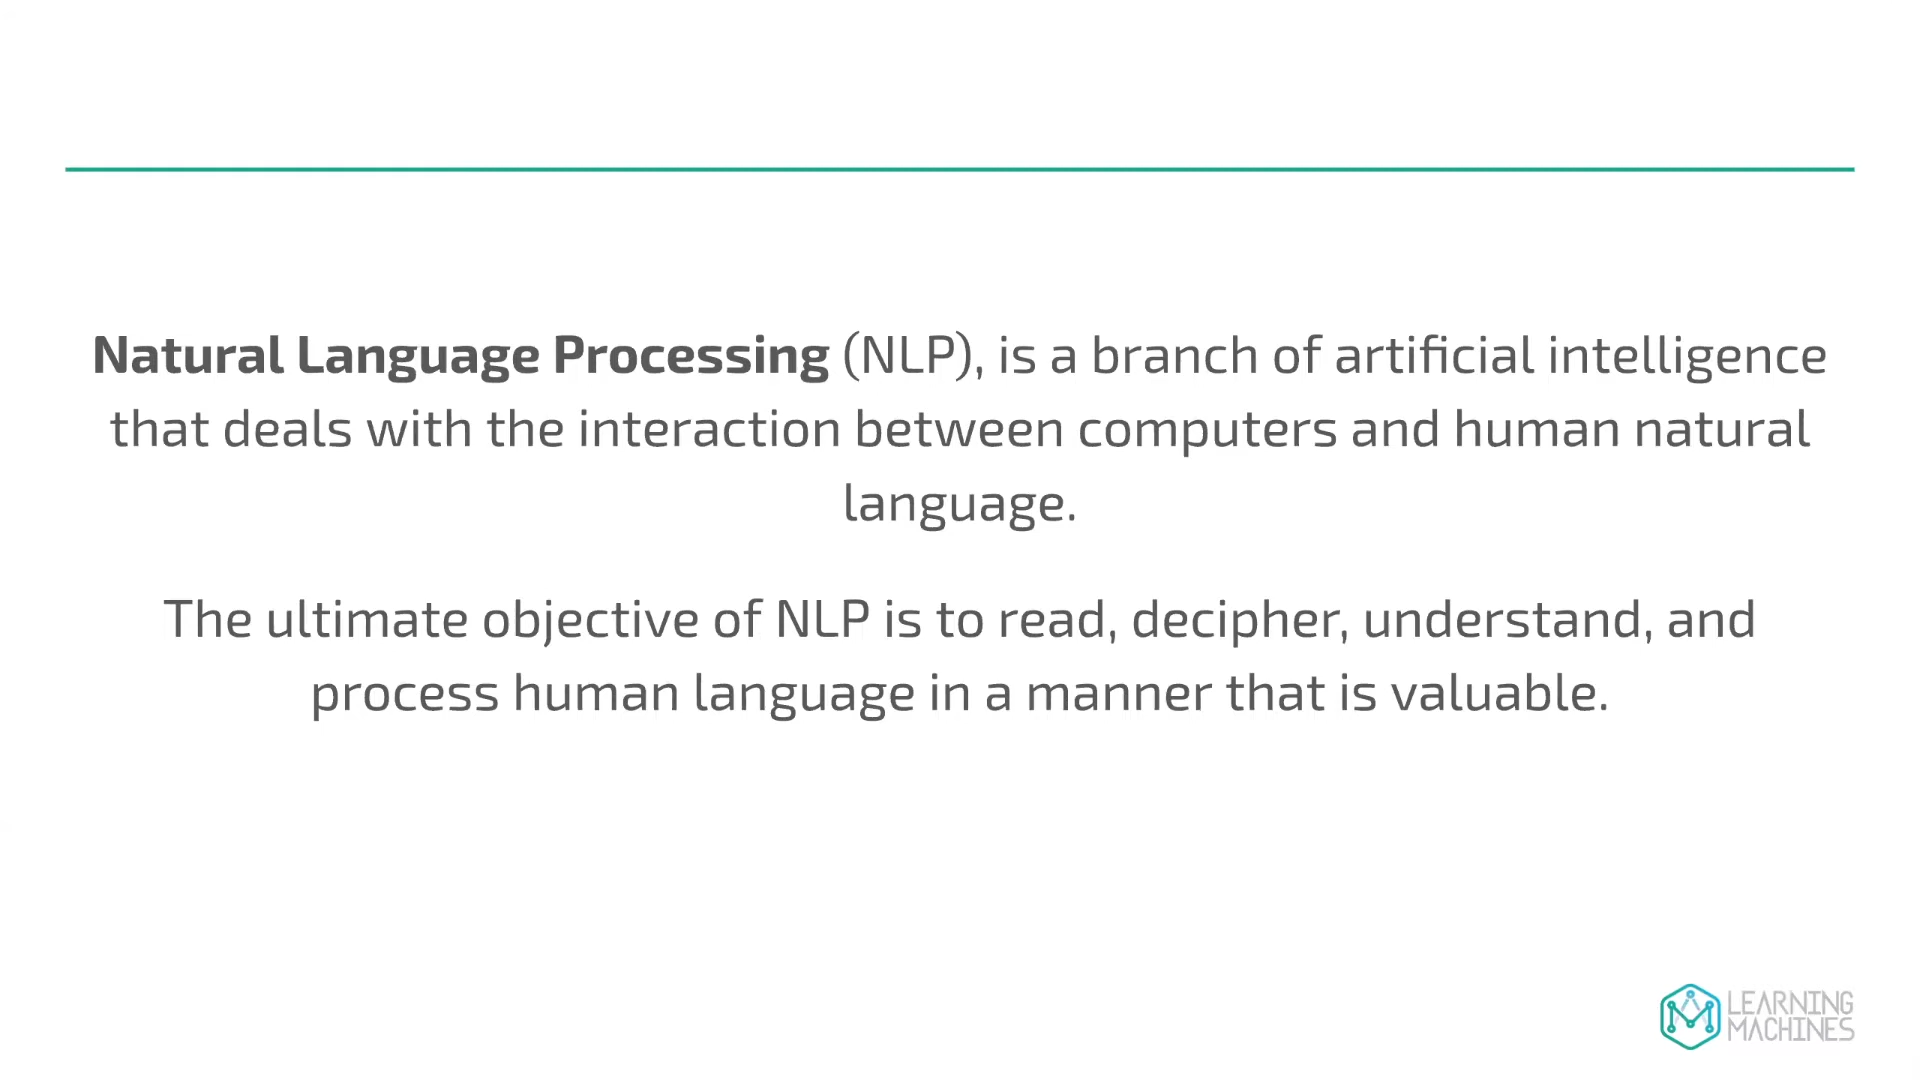 Natural Language Processing (NLP), is a branch of artificial intelligence
that deals with the interaction between computers and human natural
language.
The ultimate objective of NLP is to read, decipher, understand, and
process human language in a manner that is valuable.
LEARNING
MACHINES